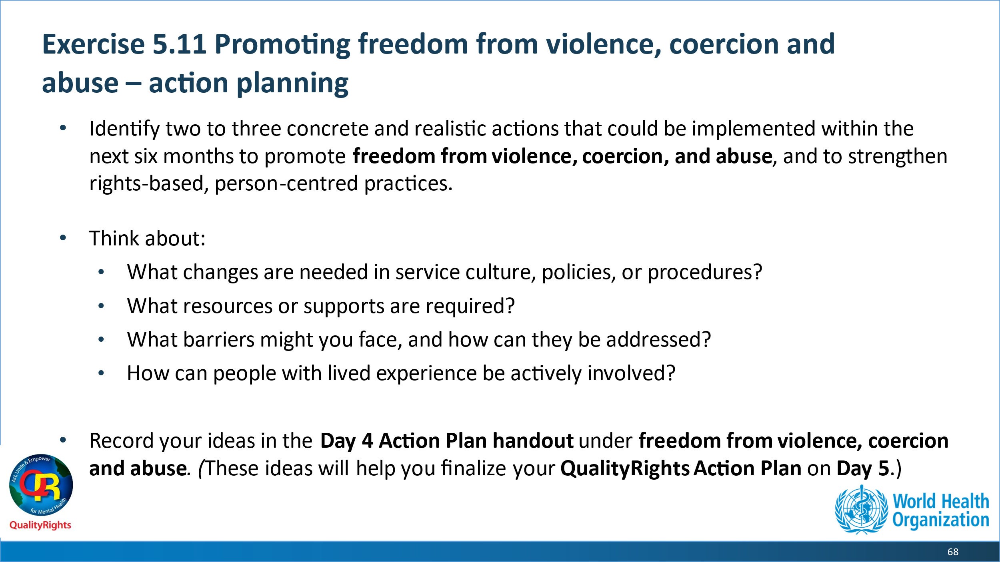 Exercise 5.11 Promoting freedom from violence, coercion and
abuse – action planning
• Identify two to three concrete and realistic actions that could be implemented within the
next six months to promote freedom from violence, coercion, and abuse, and to strengthen
rights-based, person-centred practices.
• Think about:
• What changes are needed in service culture, policies, or procedures?
• What resources or supports are required?
• What barriers might you face, and how can they be addressed?
• How can people with lived experience be actively involved?
• Record your ideas in the Day 4 Action Plan handout under freedom from violence, coercion
and abuse. (These ideas will help you finalize your QualityRights Action Plan on Day 5.)
Act, Unite & Empower
QR
for Mental Health
QualityRights
World Health
Organization
68